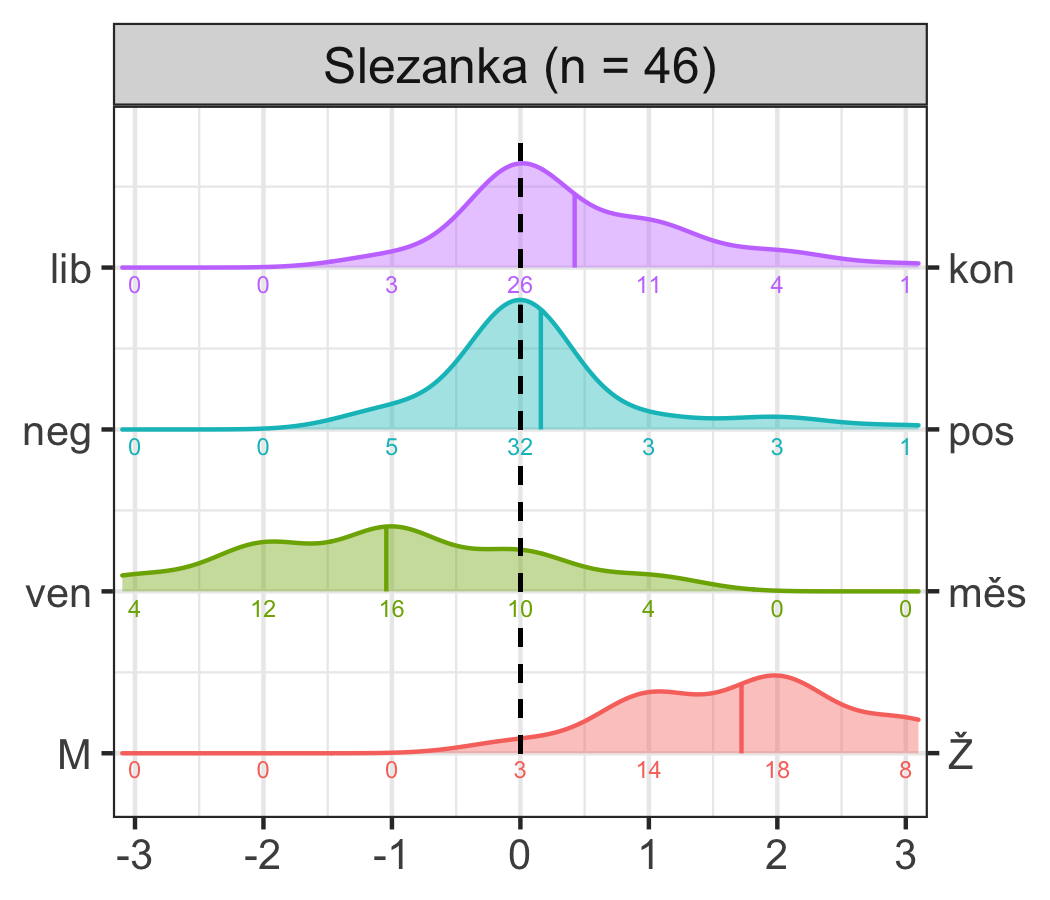 Slezanka (n = 46)
lib kon
0 0 3 26 11 4 1
neg pos
0 0 5 32 3 3 1
ven měs
4 12 16 10 4 0 0
M Ž
0 0 0 3 14 18 8
-3 -2 -1 0 1 2 3